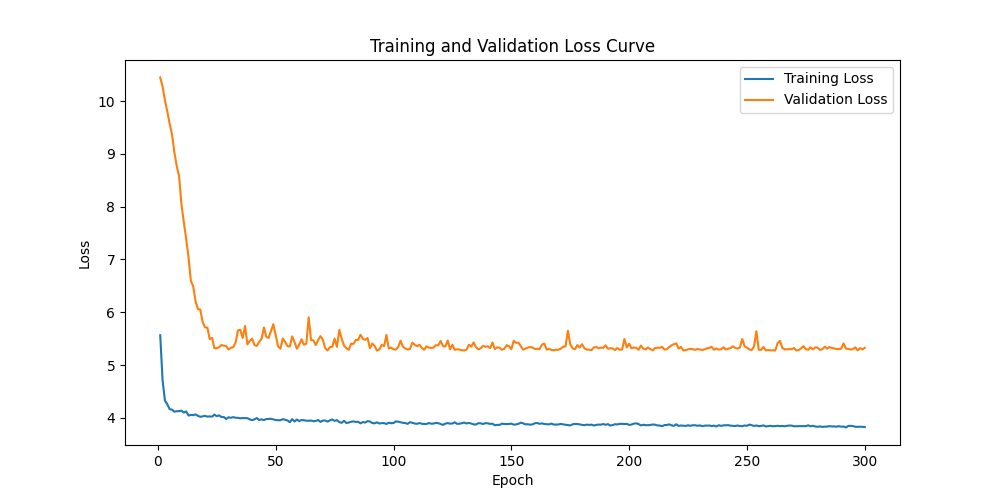 Training and Validation Loss Curve
Training Loss
Validation Loss
10
9
8
7
6
5
4
Loss
0 50 100 150 200 250 300
Epoch